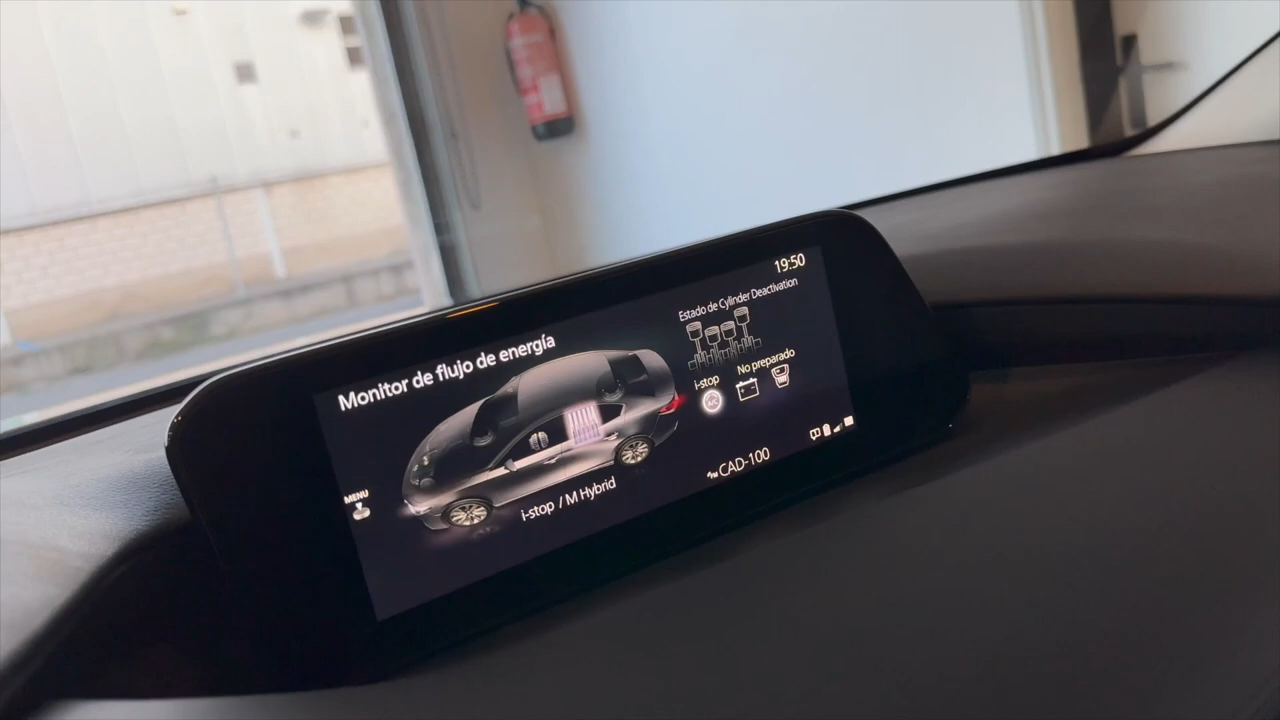 19:50
Estado de Cylinder Deactivation
Monitor de flujo de energía
i-stop
No preparado
MENU
i-stop / M Hybrid
FM CAD-100